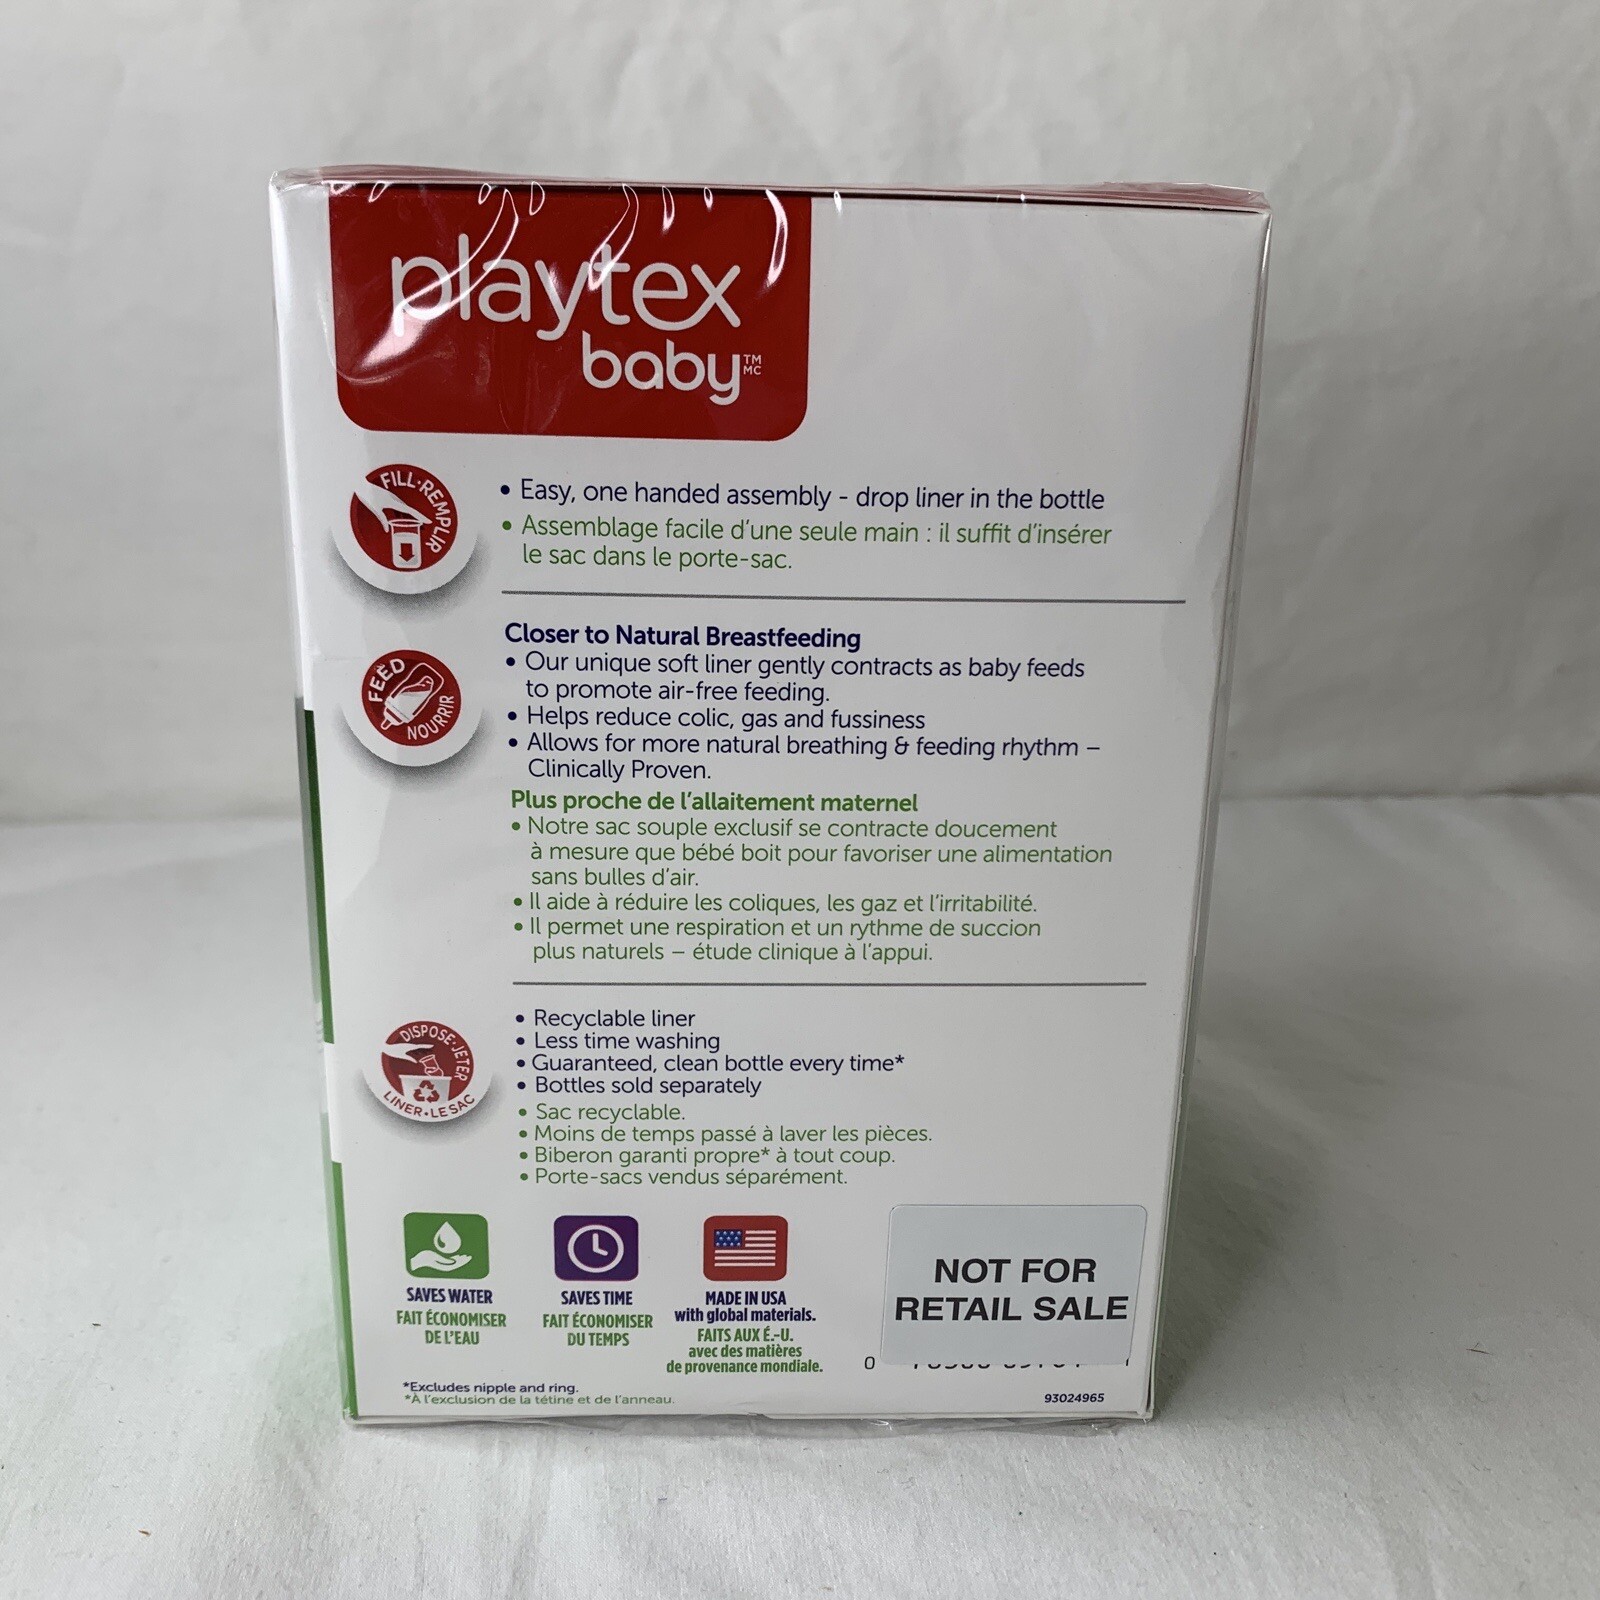 playtex
baby™
MC
FILL•REMPLIR
• Easy, one handed assembly - drop liner in the bottle
• Assemblage facile d'une seule main : il suffit d'insérer
le sac dans le porte-sac.
FEED
NOURRIR
Closer to Natural Breastfeeding
• Our unique soft liner gently contracts as baby feeds
to promote air-free feeding.
• Helps reduce colic, gas and fussiness
• Allows for more natural breathing & feeding rhythm –
Clinically Proven.
Plus proche de l'allaitement maternel
• Notre sac souple exclusif se contracte doucement
à mesure que bébé boit pour favoriser une alimentation
sans bulles d'air.
• Il aide à réduire les coliques, les gaz et l'irritabilité.
• Il permet une respiration et un rythme de succion
plus naturels – étude clinique à l'appui.
DISPOSE•JETER
LINER•LE SAC
• Recyclable liner
• Less time washing
• Guaranteed, clean bottle every time*
• Bottles sold separately
• Sac recyclable.
• Moins de temps passé à laver les pièces.
• Biberon garanti propre* à tout coup.
• Porte-sacs vendus séparément.
SAVES WATER
FAIT ÉCONOMISER
DE L'EAU
SAVES TIME
FAIT ÉCONOMISER
DU TEMPS
MADE IN USA
with global materials.
FAITS AUX É.-U.
avec des matières
de provenance mondiale.
NOT FOR
RETAIL SALE
0
*Excludes nipple and ring.
*À l'exclusion de la tétine et de l'anneau.
93024965